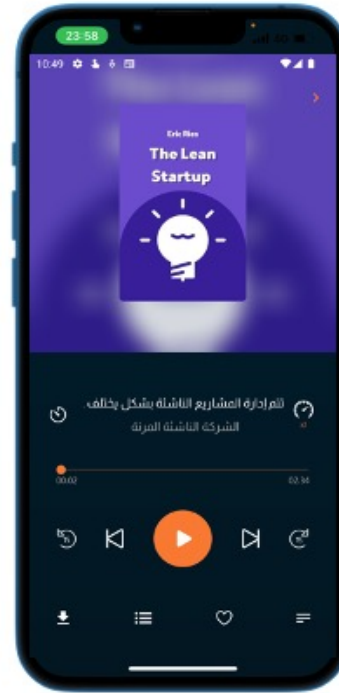 23:58
10:49
Eric Ries
The Lean
Startup
تتم إدارة المشاريع الناشئة بشكل يختلف.
الشركة الناشئة المرنة
00:02
02:34